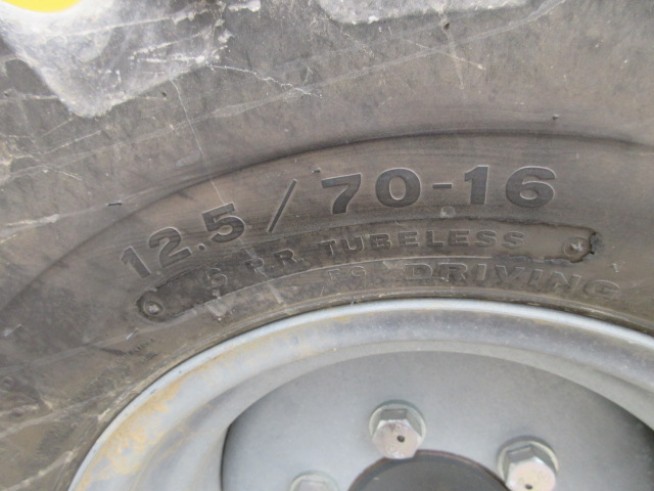 12.5 / 70-16
P.R. TUBELESS
DRIVING